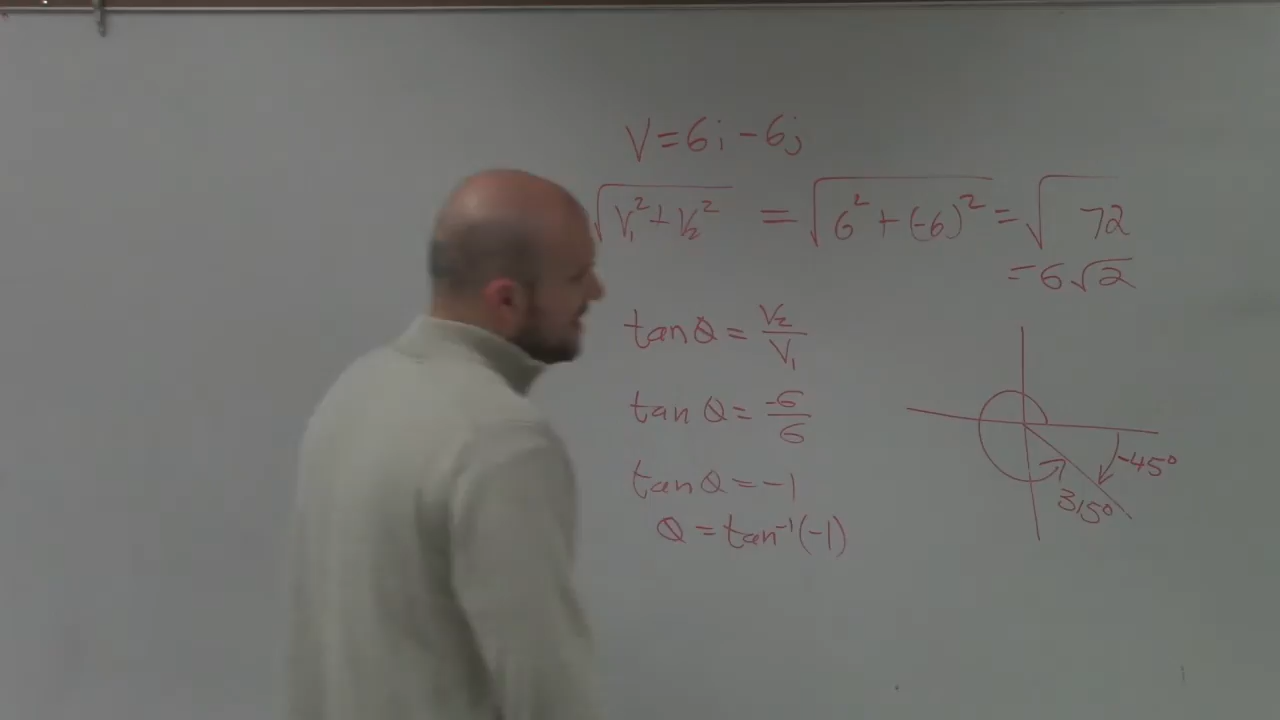 V = 6i - 6j
√(V₁² + V₂²) = √(6² + (-6)²) = √72
= 6√2
tan θ = V₂/V₁
tan θ = -6/6
tan θ = -1
θ = tan⁻¹(-1)
-45°
315°